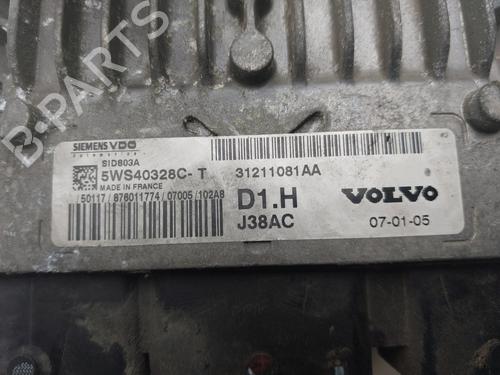 SIEMENS VDO
Automotive
SID803A
5WS40328C- T 31211081AA
MADE IN FRANCE
50117/876011774/07005/102A8
D1.H VOLVO
J38AC 07-01-05
B-PARTS